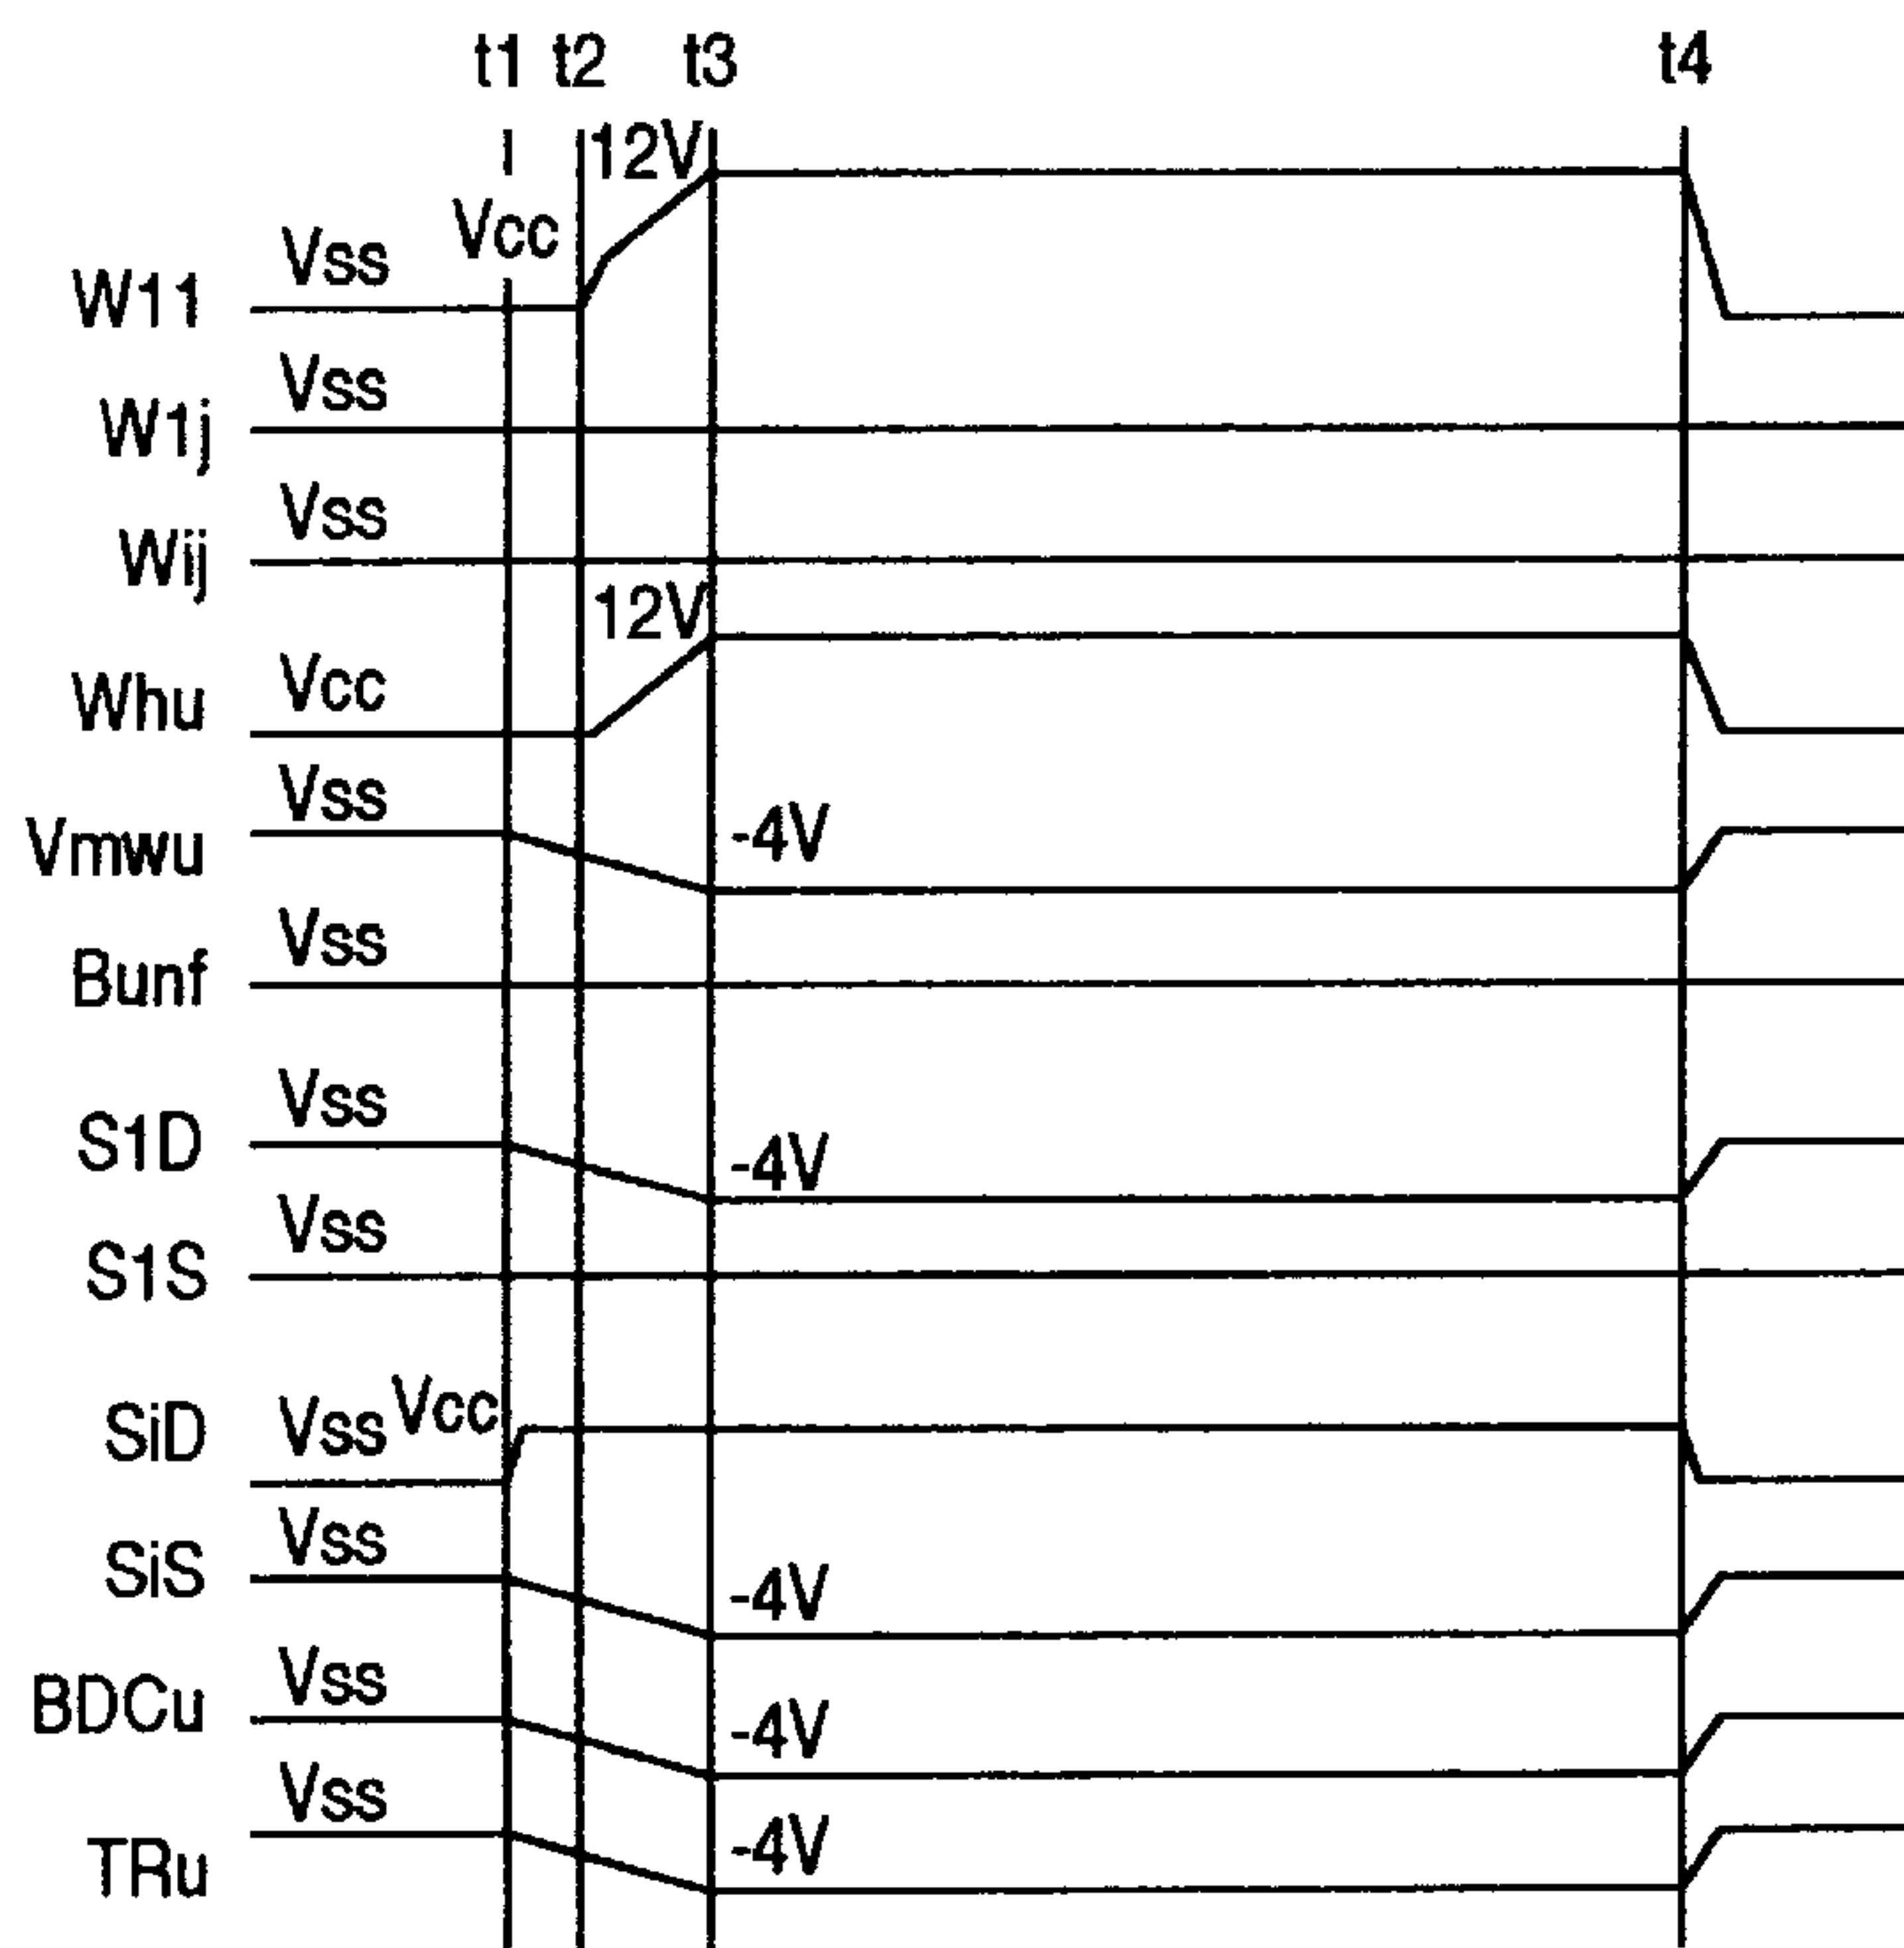 t1 t2 t3 t4
12V
Vcc
Vss
W11
Vss
W1j
Vss
Wij
12V
Vcc
Whu
Vss
Vmwu -4V
Vss
Bunf
Vss
S1D -4V
Vss
S1S
Vcc
SiD Vss
Vss
SiS -4V
Vss
BDCu -4V
Vss
TRu -4V